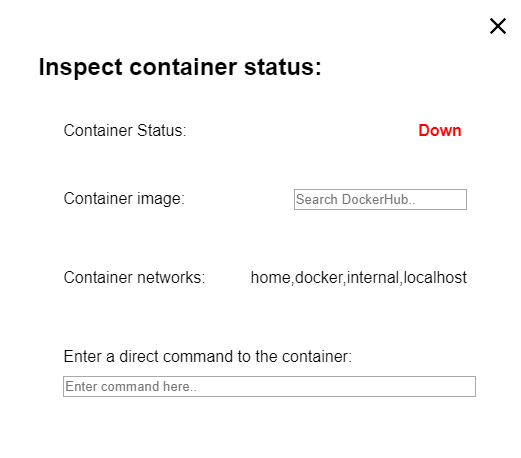 Inspect container status:
Container Status: Down
Container image: Search DockerHub..
Container networks: home,docker,internal,localhost
Enter a direct command to the container:
Enter command here..